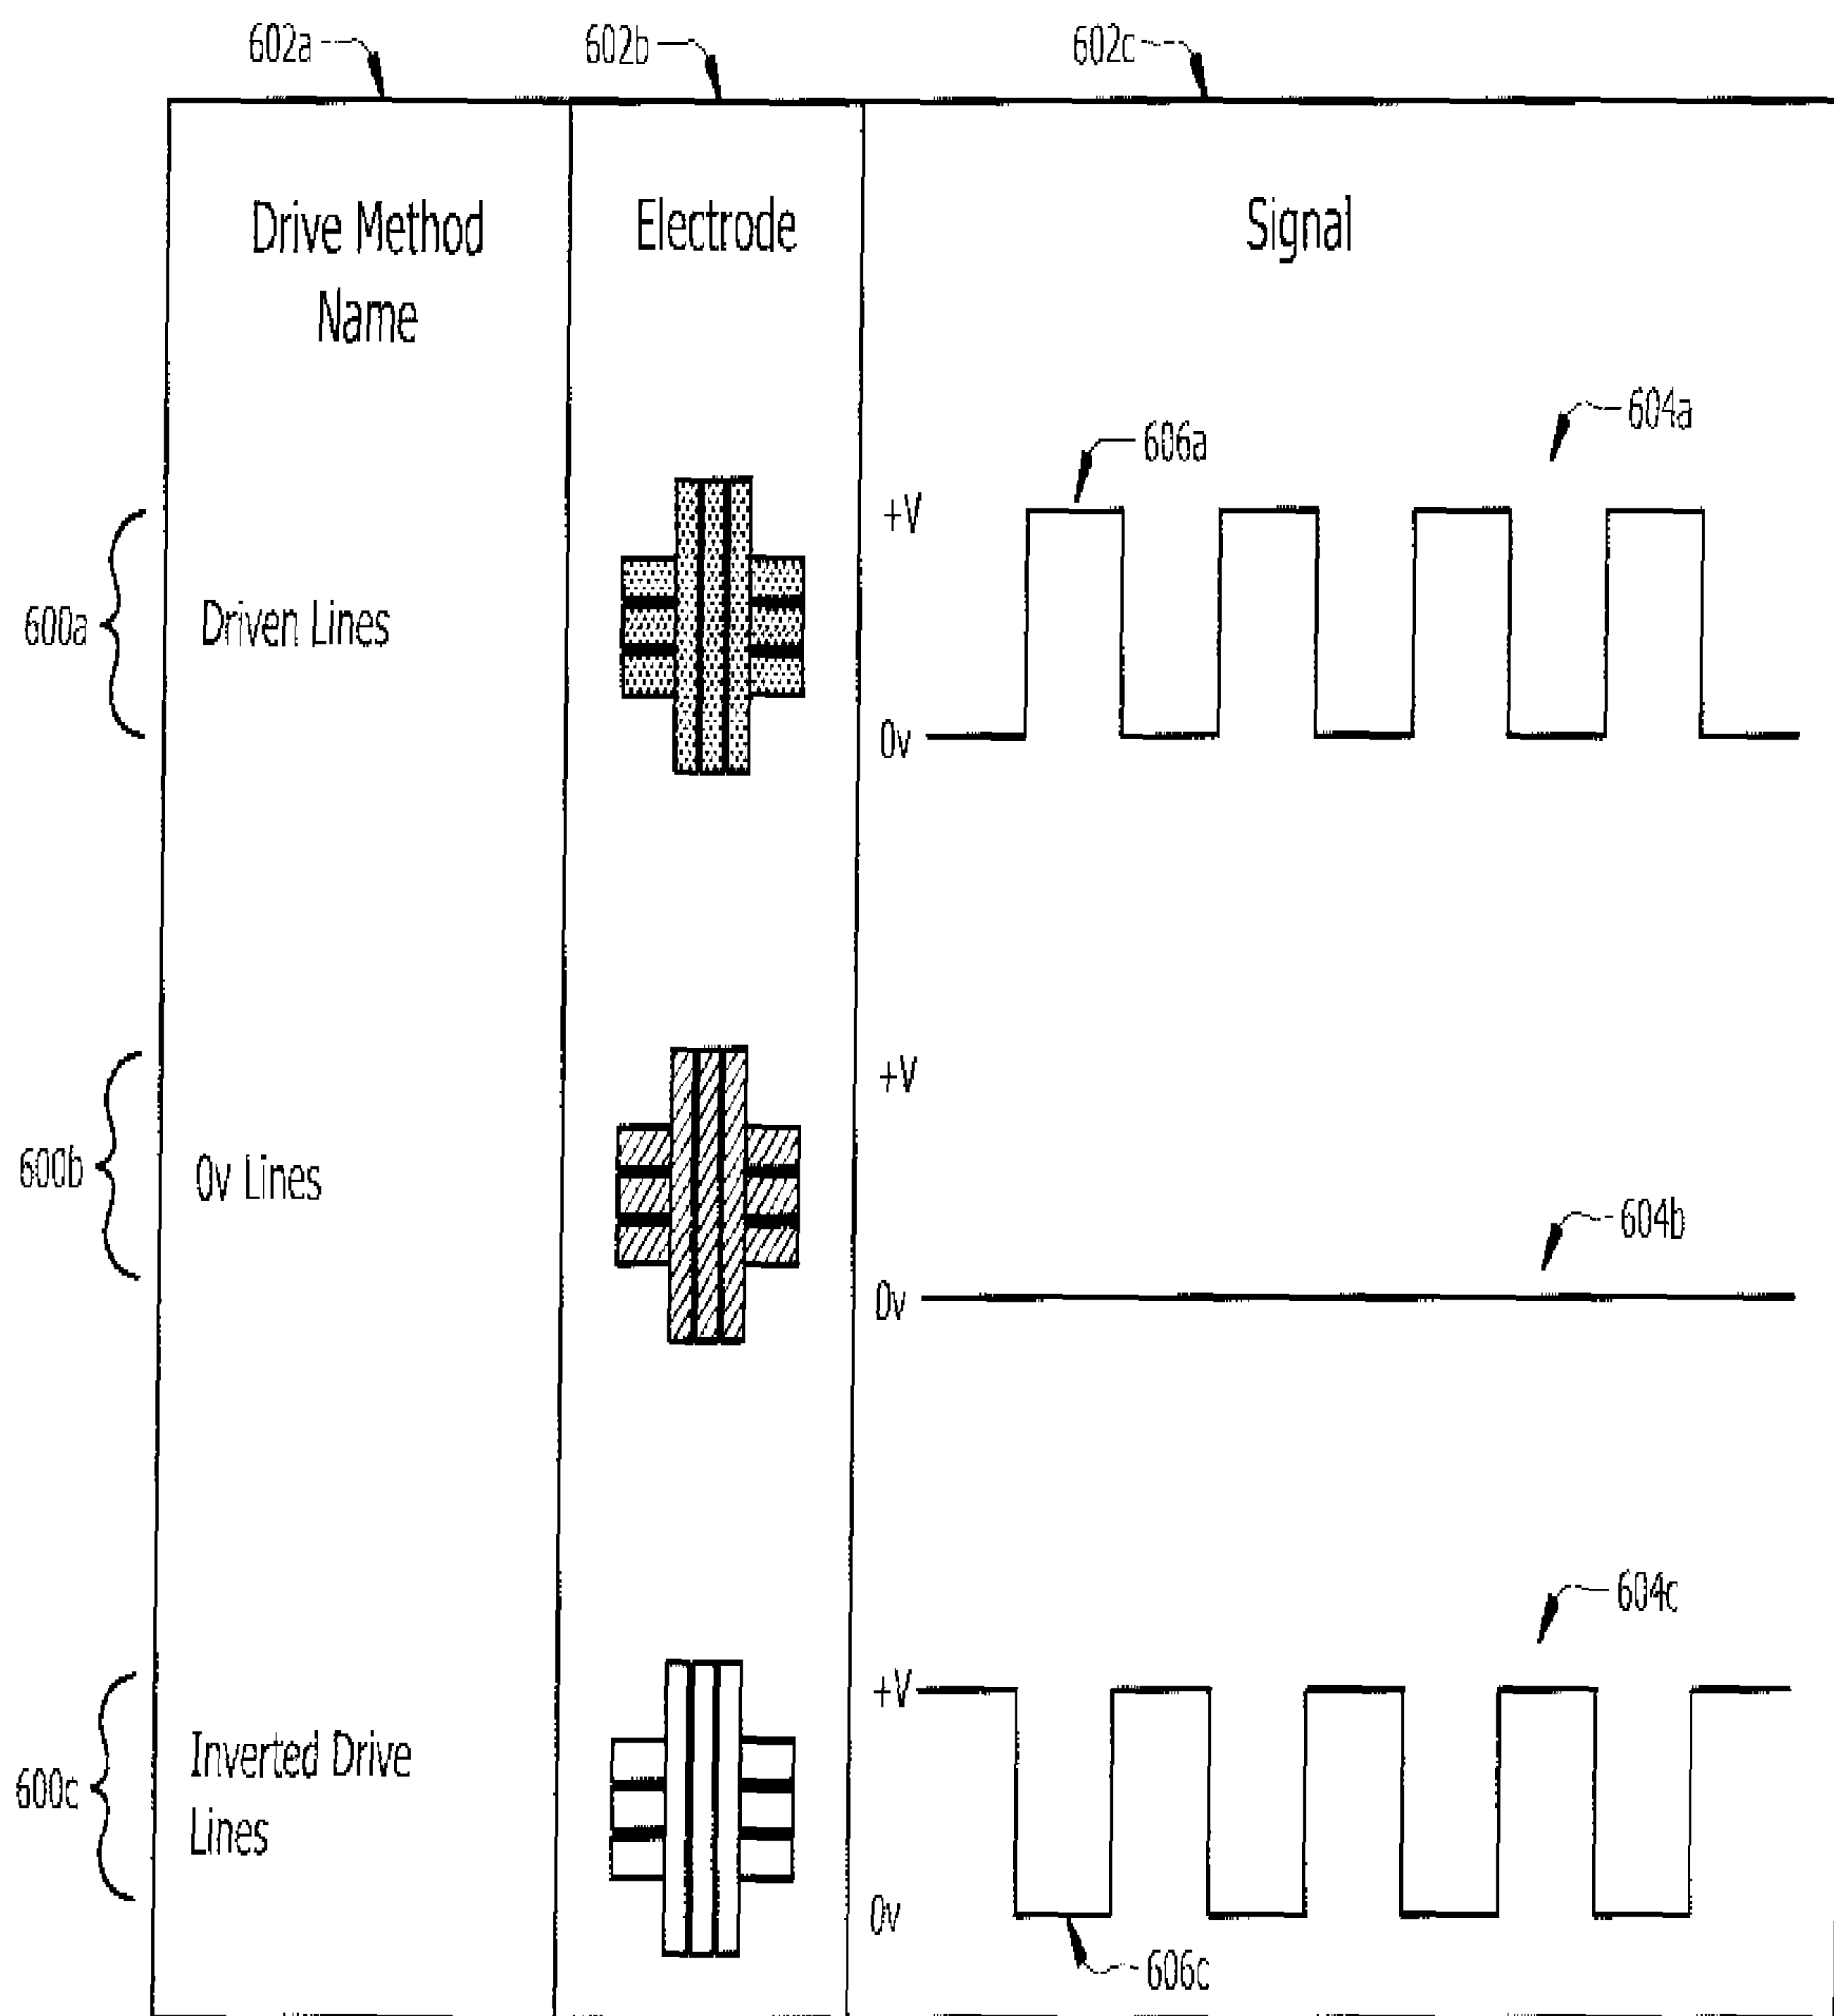 602a
602b
602c
Drive Method
Name
Electrode
Signal
604a
606a
+V
600a
Driven Lines
0v
+V
600b
0v Lines
604b
0v
604c
+V
Inverted Drive
Lines
600c
0v
606c